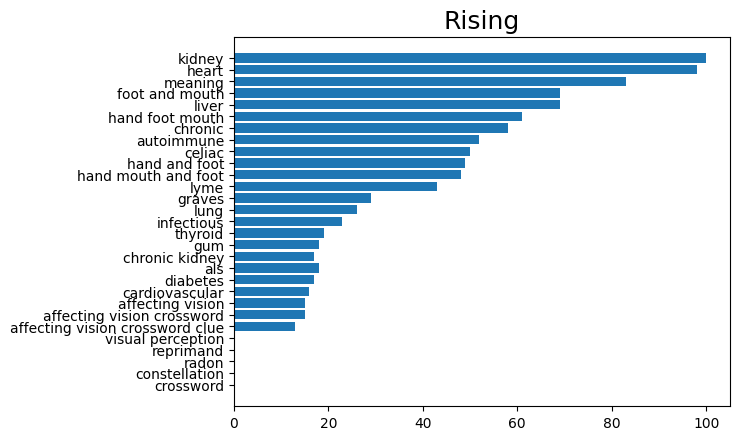 Rising
kidney
heart
meaning
foot and mouth
liver
hand foot mouth
chronic
autoimmune
celiac
hand and foot
hand mouth and foot
lyme
graves
lung
infectious
thyroid
gum
chronic kidney
als
diabetes
cardiovascular
affecting vision
affecting vision crossword
affecting vision crossword clue
visual perception
reprimand
radon
constellation
crossword
0 20 40 60 80 100